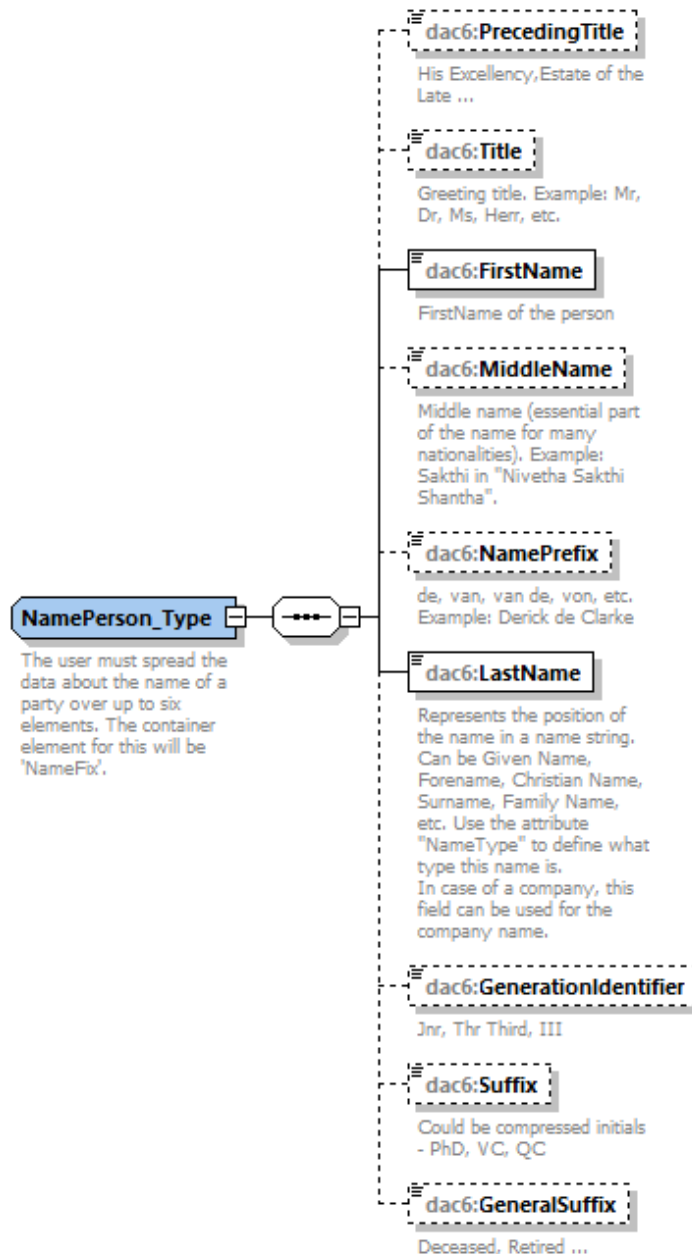 dac6:PrecedingTitle
His Excellency,Estate of the
Late ...
dac6:Title
Greeting title. Example: Mr,
Dr, Ms, Herr, etc.
dac6:FirstName
FirstName of the person
dac6:MiddleName
Middle name (essential part
of the name for many
nationalities). Example:
Sakthi in "Nivetha Sakthi
Shantha".
dac6:NamePrefix
de, van, van de, von, etc.
Example: Derick de Clarke
NamePerson_Type
The user must spread the
data about the name of a
party over up to six
elements. The container
element for this will be
'NameFix'.
dac6:LastName
Represents the position of
the name in a name string.
Can be Given Name,
Forename, Christian Name,
Surname, Family Name,
etc. Use the attribute
"NameType" to define what
type this name is.
In case of a company, this
field can be used for the
company name.
dac6:GenerationIdentifier
Jnr, Thr Third, III
dac6:Suffix
Could be compressed initials
- PhD, VC, QC
dac6:GeneralSuffix
Deceased, Retired ...